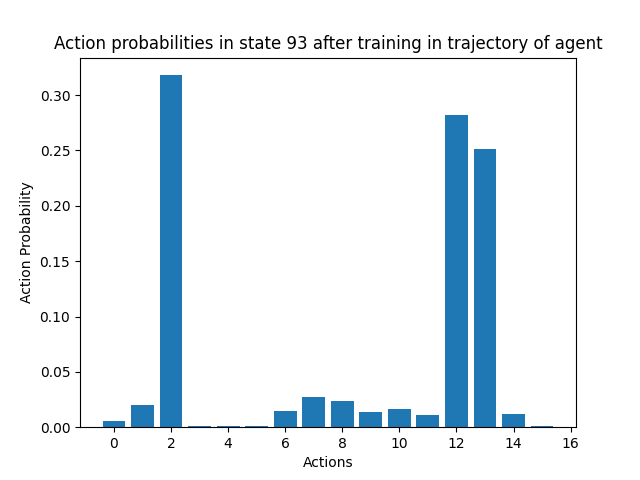 Action probabilities in state 93 after training in trajectory of agent
0.30
0.25
0.20
0.15
0.10
0.05
0.00
Action Probability
0 2 4 6 8 10 12 14 16
Actions